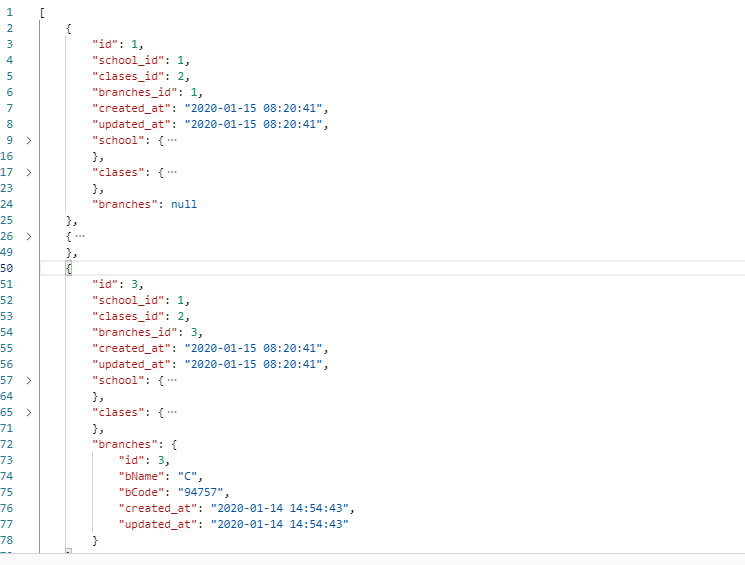 1 [
2 {
3 "id": 1,
4 "school_id": 1,
5 "clases_id": 2,
6 "branches_id": 1,
7 "created_at": "2020-01-15 08:20:41",
8 "updated_at": "2020-01-15 08:20:41",
9 > "school": { ···
16 },
17 > "clases": { ···
23 },
24 "branches": null
25 },
26 > { ···
49 },
50 {
51 "id": 3,
52 "school_id": 1,
53 "clases_id": 2,
54 "branches_id": 3,
55 "created_at": "2020-01-15 08:20:41",
56 "updated_at": "2020-01-15 08:20:41",
57 > "school": { ···
64 },
65 > "clases": { ···
71 },
72 "branches": {
73 "id": 3,
74 "bName": "C",
75 "bCode": "94757",
76 "created_at": "2020-01-14 14:54:43",
77 "updated_at": "2020-01-14 14:54:43"
78 }